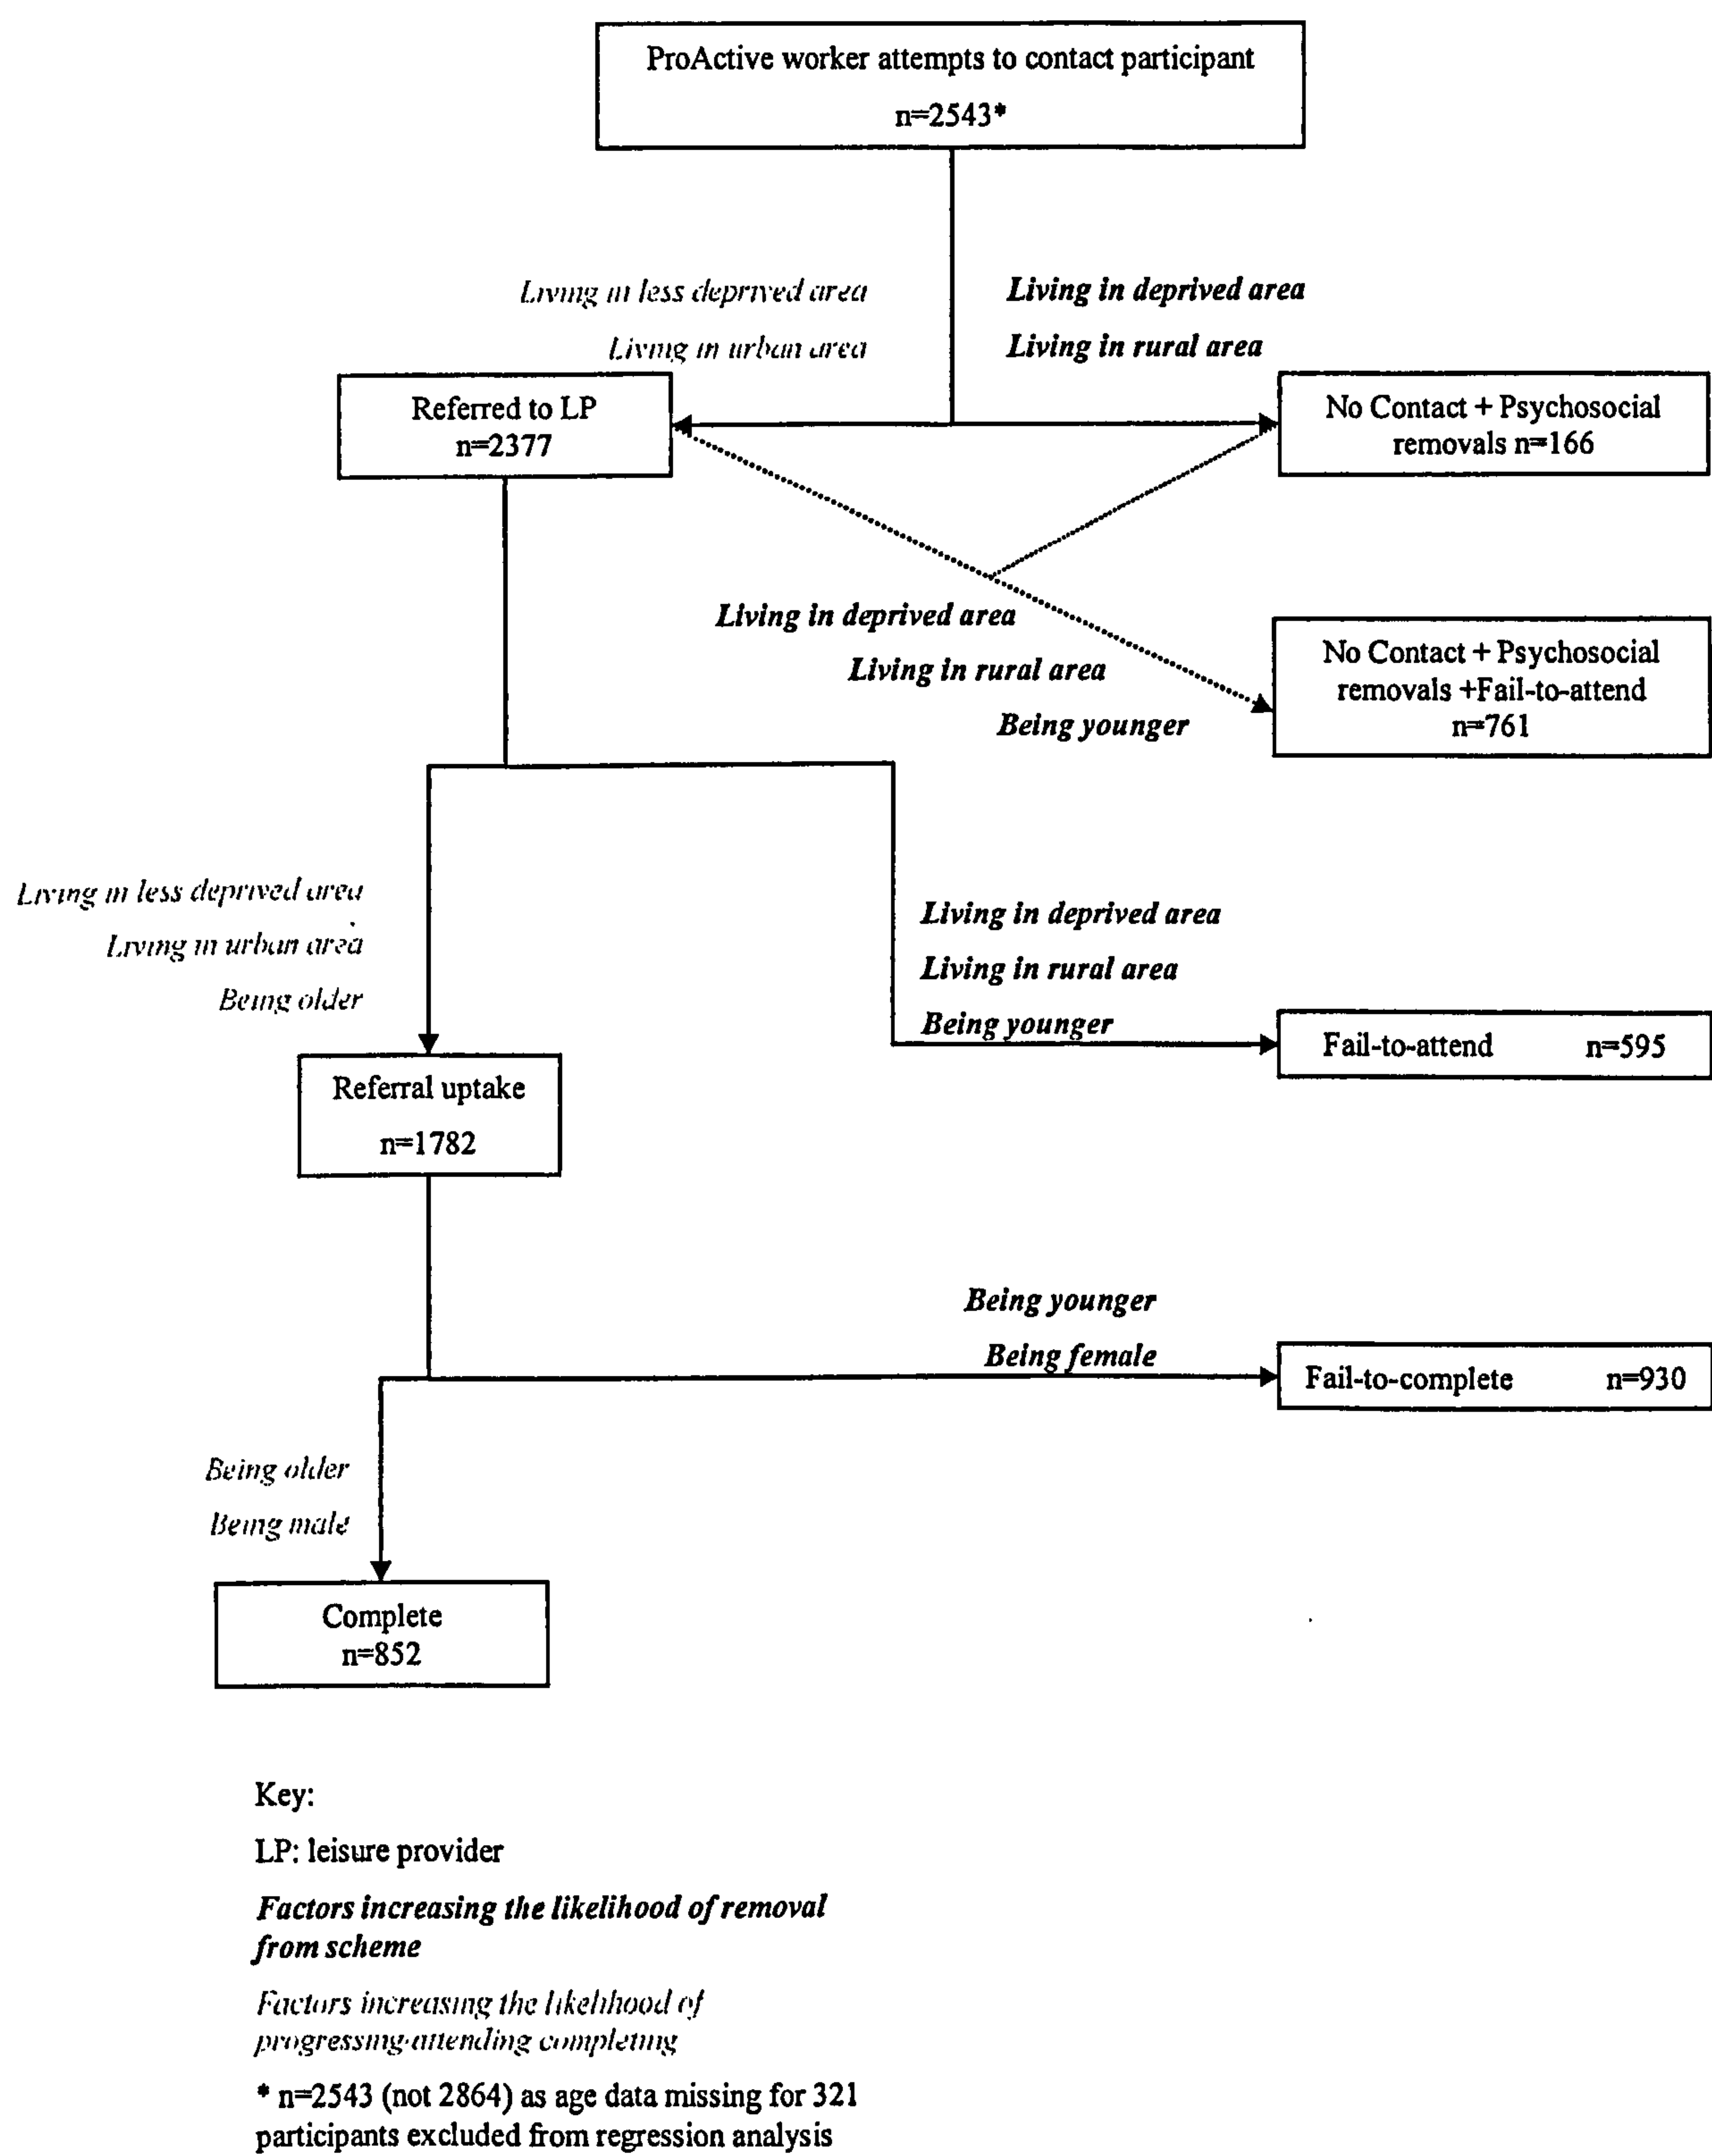 ProActive worker attempts to contact participant
n=2543*
Living in less deprived area
Living in urban area
Living in deprived area
Living in rural area
Referred to LP
n=2377
No Contact + Psychosocial
removals n=166
Living in deprived area
Living in rural area
Being younger
No Contact + Psychosocial
removals +Fail-to-attend
n=761
Living in less deprived area
Living in urban area
Being older
Living in deprived area
Living in rural area
Being younger
Fail-to-attend n=595
Referral uptake
n=1782
Being younger
Being female
Fail-to-complete n=930
Being older
Being male
Complete
n=852
Key:
LP: leisure provider
Factors increasing the likelihood of removal
from scheme
Factors increasing the likelihood of
progressing/attending completing
* n=2543 (not 2864) as age data missing for 321
participants excluded from regression analysis